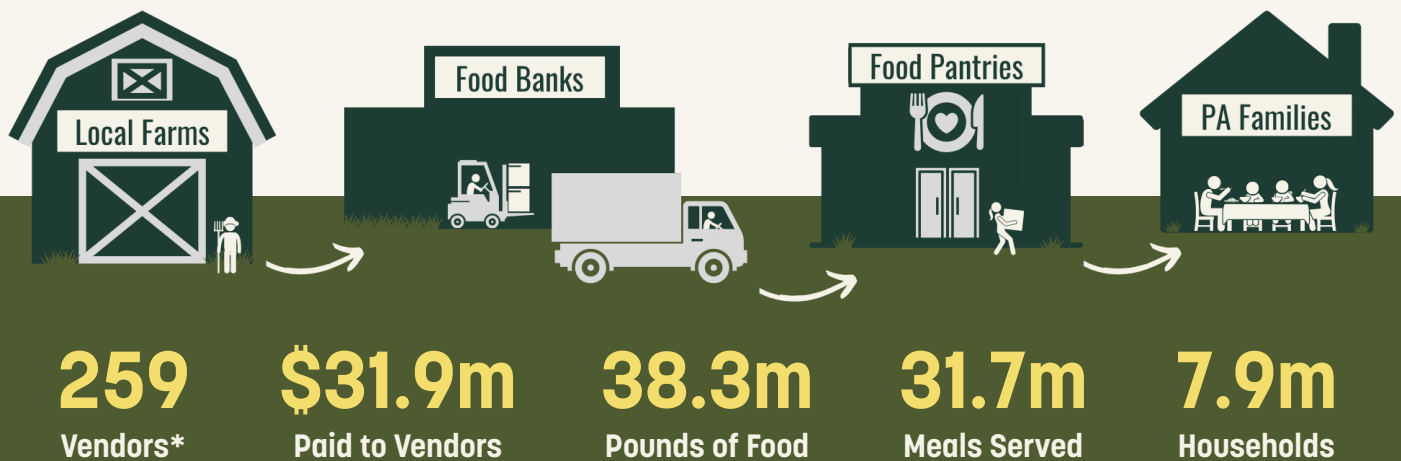 Local Farms
Food Banks
Food Pantries
PA Families
259
Vendors*
$31.9m
Paid to Vendors
38.3m
Pounds of Food
31.7m
Meals Served
7.9m
Households